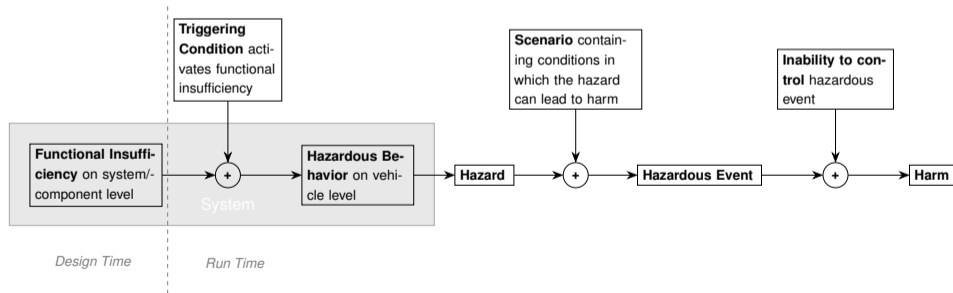 Triggering
Condition acti-
vates functional
insufficiency
Scenario contain-
ing conditions in
which the hazard
can lead to harm
Inability to con-
trol hazardous
event
Functional Insuffi-
ciency on system/-
component level
+
Hazardous Be-
havior on vehi-
cle level
Hazard
+
Hazardous Event
+
Harm
System
Design Time
Run Time